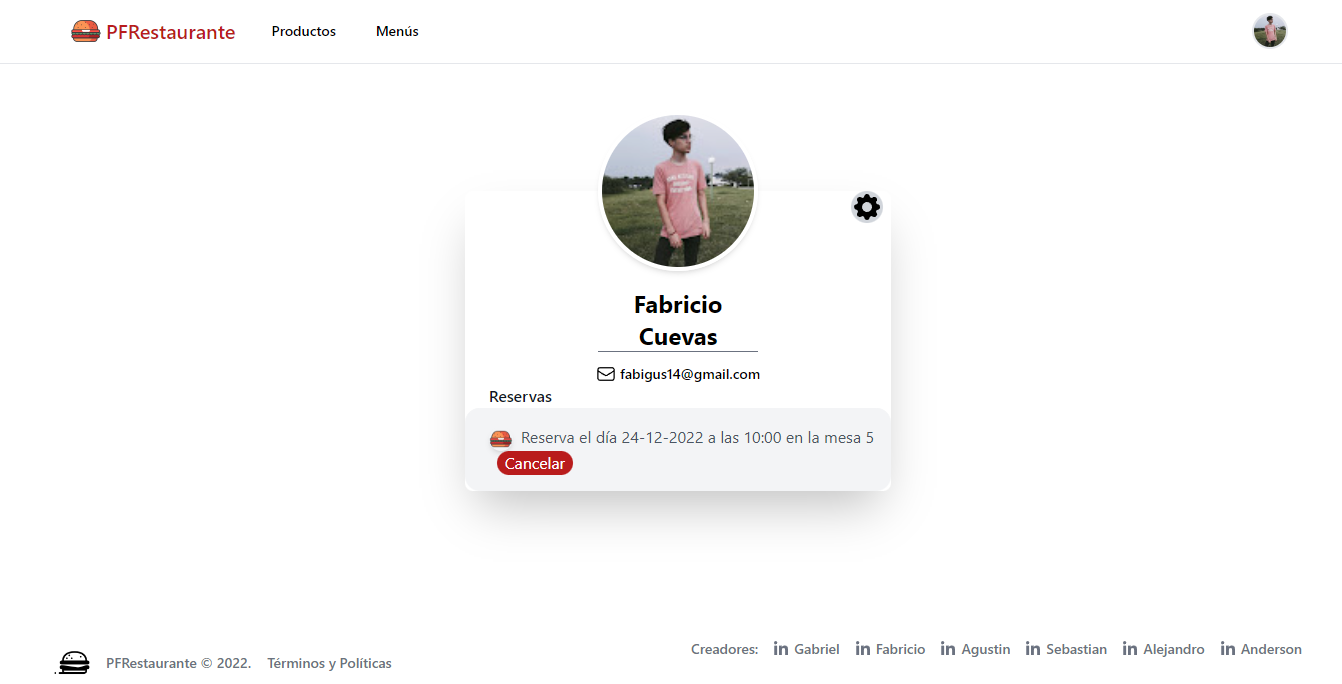 PFRestaurante
Productos
Menús
Fabricio
Cuevas
fabigus14@gmail.com
Reservas
Reserva el día 24-12-2022 a las 10:00 en la mesa 5
Cancelar
PFRestaurante © 2022.
Términos y Políticas
Creadores:
Gabriel
Fabricio
Agustin
Sebastian
Alejandro
Anderson